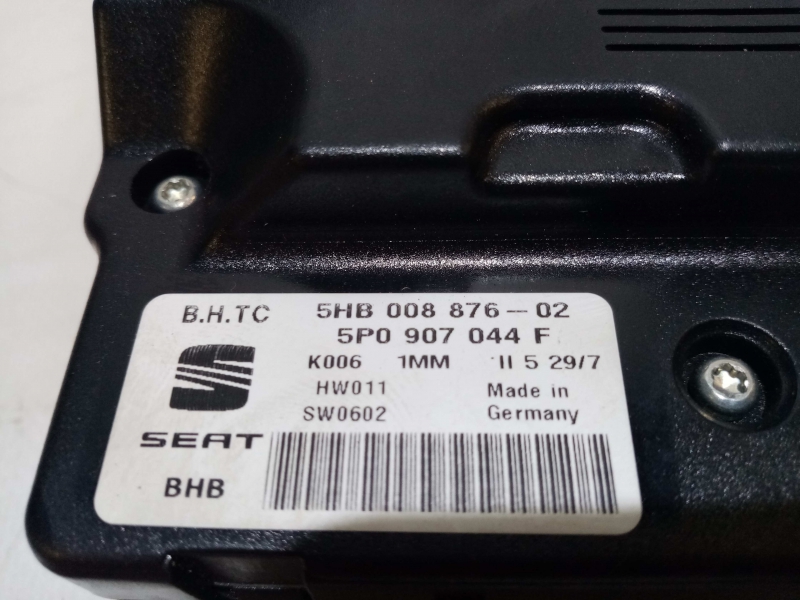 B.H.TC 5HB 008 876-02
5P0 907 044 F
K006 1MM II 5 29/7
HW011 Made in
SW0602 Germany
SEAT
BHB